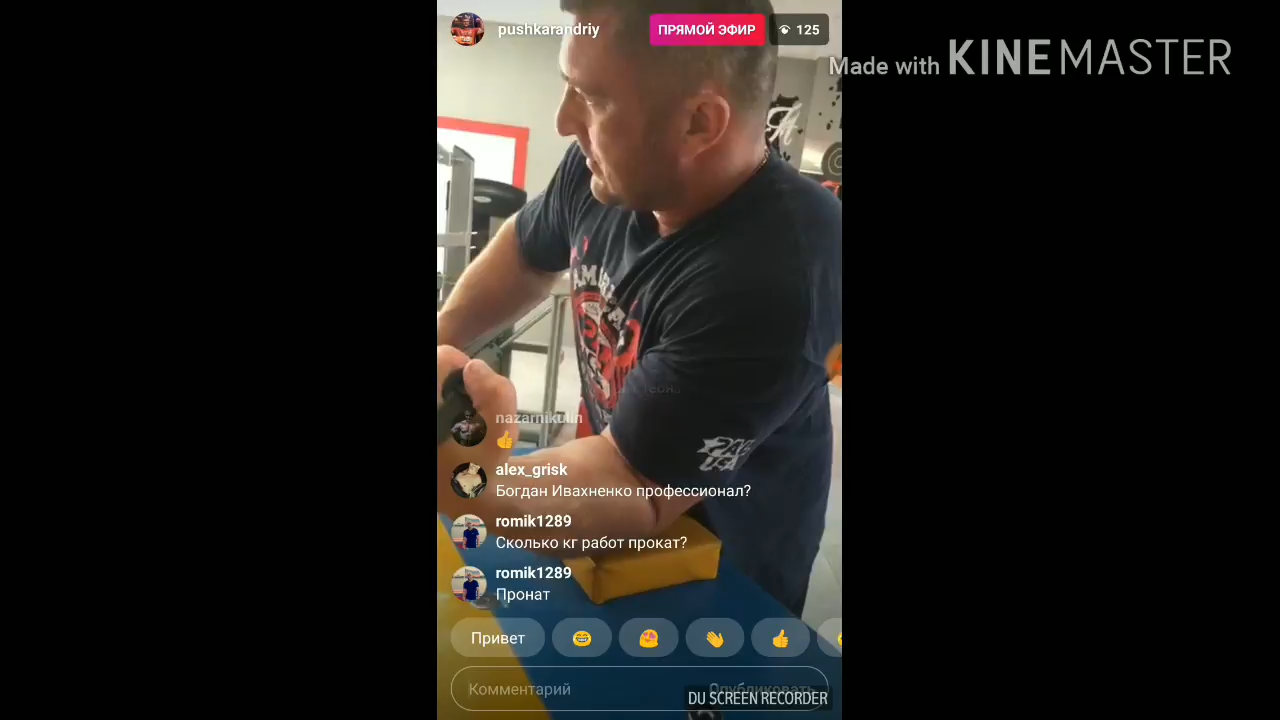 pushkarandriy
ПРЯМОЙ ЭФИР
125
Made with KINEMASTER
nazarnikulin
alex_grisk
Богдан Ивахненко профессионал?
romik1289
Сколько кг работ прокат?
romik1289
Пронат
Привет
Комментарий
Опубликовать
DU SCREEN RECORDER